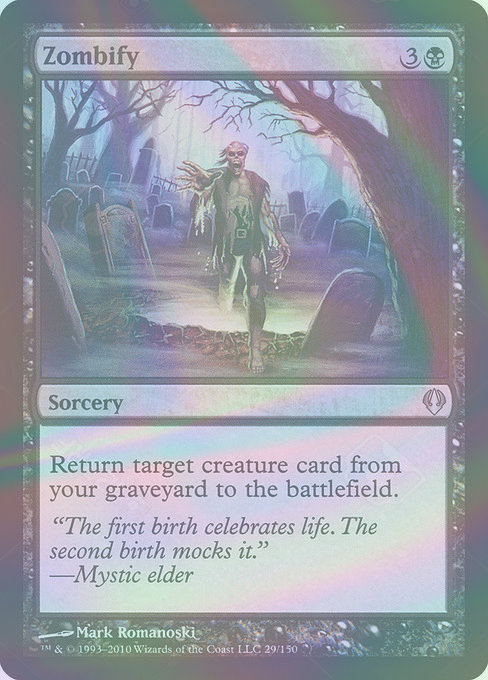 Zombify 3
Sorcery
Return target creature card from
your graveyard to the battlefield.
“The first birth celebrates life. The
second birth mocks it.”
—Mystic elder
Mark Romanoski
™ & © 1993–2010 Wizards of the Coast LLC 29/150